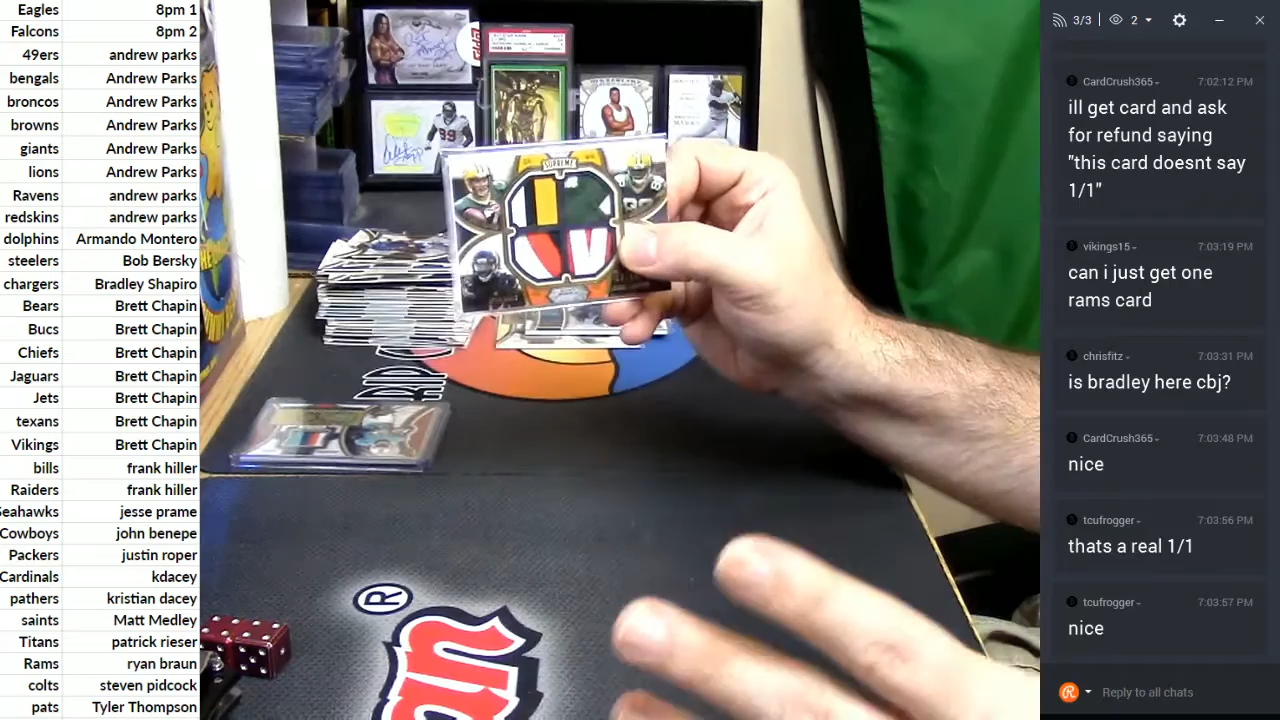 Eagles 8pm 1
Falcons 8pm 2
49ers andrew parks
bengals Andrew Parks
broncos Andrew Parks
browns Andrew Parks
giants Andrew Parks
lions Andrew Parks
Ravens andrew parks
redskins andrew parks
dolphins Armando Montero
steelers Bob Bersky
chargers Bradley Shapiro
Bears Brett Chapin
Bucs Brett Chapin
Chiefs Brett Chapin
Jaguars Brett Chapin
Jets Brett Chapin
texans Brett Chapin
Vikings Brett Chapin
bills frank hiller
Raiders frank hiller
Seahawks jesse prame
Cowboys john benepe
Packers justin roper
Cardinals kdacey
pathers kristian dacey
saints Matt Medley
Titans patrick rieser
Rams ryan braun
colts steven pidcock
pats Tyler Thompson
SUPREME
®
3/3 2
CardCrush365 7:02:12 PM
ill get card and ask
for refund saying
"this card doesnt say
1/1"
vikings15 7:03:19 PM
can i just get one
rams card
chrisfitz 7:03:31 PM
is bradley here cbj?
CardCrush365 7:03:48 PM
nice
tcufrogger 7:03:56 PM
thats a real 1/1
tcufrogger 7:03:57 PM
nice
Reply to all chats